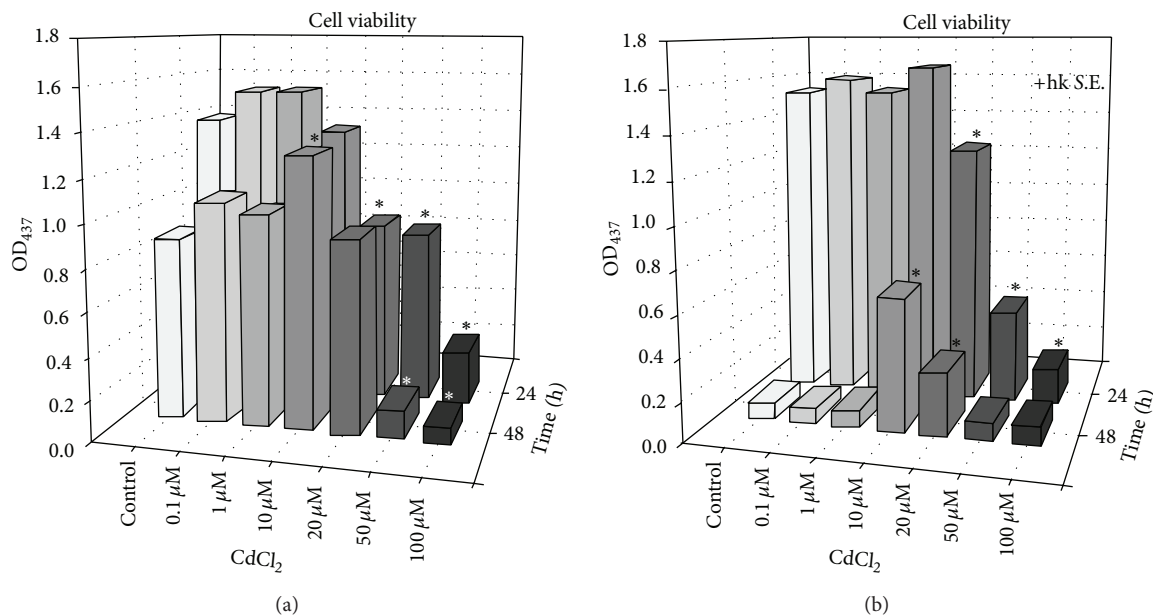 Cell viability
1.8
1.6
1.4
1.2
1.0
0.8
0.6
0.4
0.2
0.0
OD₄₃₇
*
*
*
*
*
*
24
48
Time (h)
Control
0.1 μM
1 μM
10 μM
20 μM
50 μM
100 μM
CdCl₂
(a)
Cell viability
+hk S.E.
1.8
1.6
1.4
1.2
1.0
0.8
0.6
0.4
0.2
0.0
OD₄₃₇
*
*
*
*
*
24
48
Time (h)
Control
0.1 μM
1 μM
10 μM
20 μM
50 μM
100 μM
CdCl₂
(b)